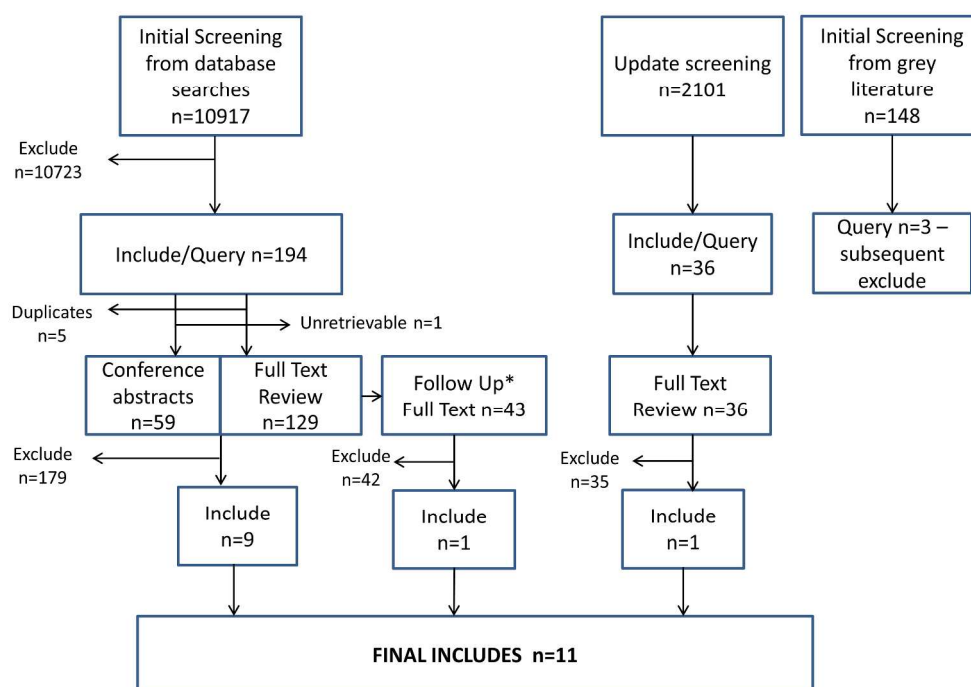 Initial Screening
from database
searches
n=10917
Update screening
n=2101
Initial Screening
from grey
literature
n=148
Exclude
n=10723
Include/Query n=194
Include/Query
n=36
Query n=3 –
subsequent
exclude
Duplicates
n=5
Unretrievable n=1
Conference
abstracts
n=59
Full Text
Review
n=129
Follow Up*
Full Text n=43
Full Text
Review n=36
Exclude
n=179
Exclude
n=42
Exclude
n=35
Include
n=9
Include
n=1
Include
n=1
FINAL INCLUDES n=11